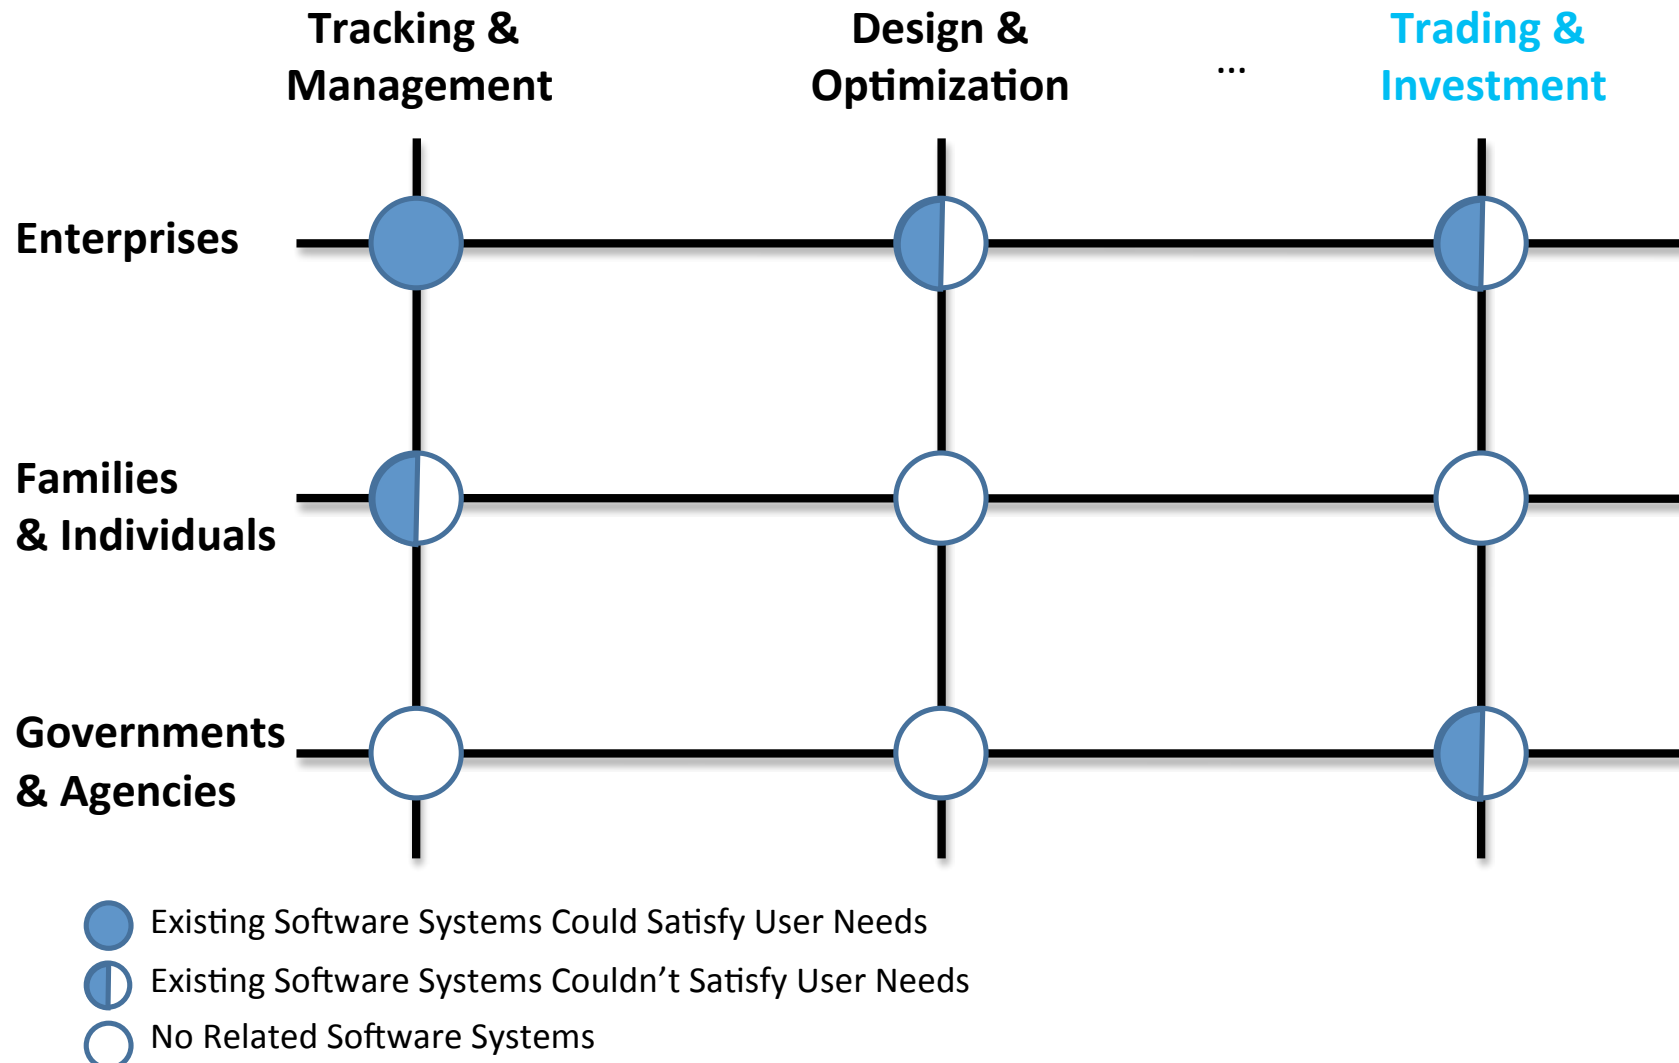 Tracking &
Management
Design &
Optimization
...
Trading &
Investment
Enterprises
Families
& Individuals
Governments
& Agencies
Existing Software Systems Could Satisfy User Needs
Existing Software Systems Couldn’t Satisfy User Needs
No Related Software Systems